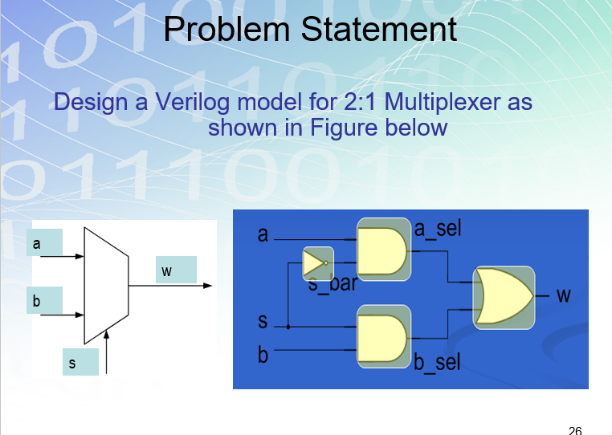 Problem Statement
Design a Verilog model for 2:1 Multiplexer as
shown in Figure below
a
b
s
w
a
s_bar
s
b
a_sel
b_sel
w
26